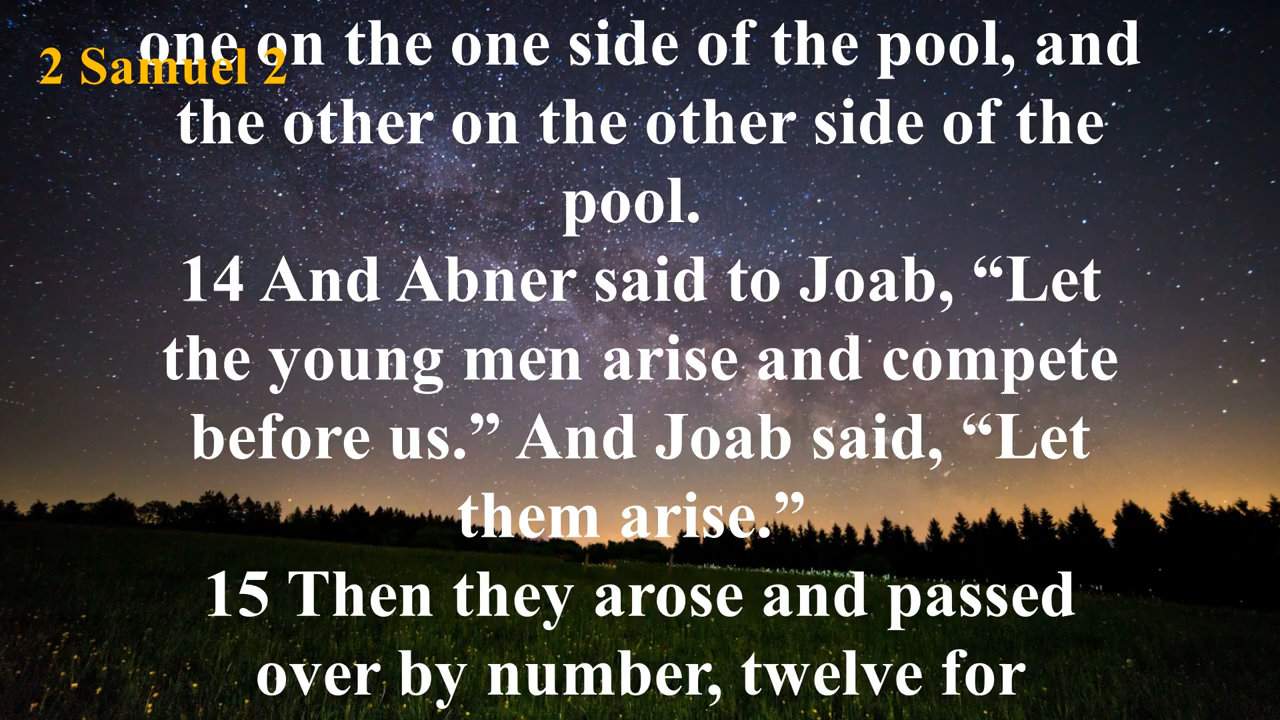 2 Samuel 2
one on the one side of the pool, and
the other on the other side of the
pool.
14 And Abner said to Joab, “Let
the young men arise and compete
before us.” And Joab said, “Let
them arise.”
15 Then they arose and passed
over by number, twelve for